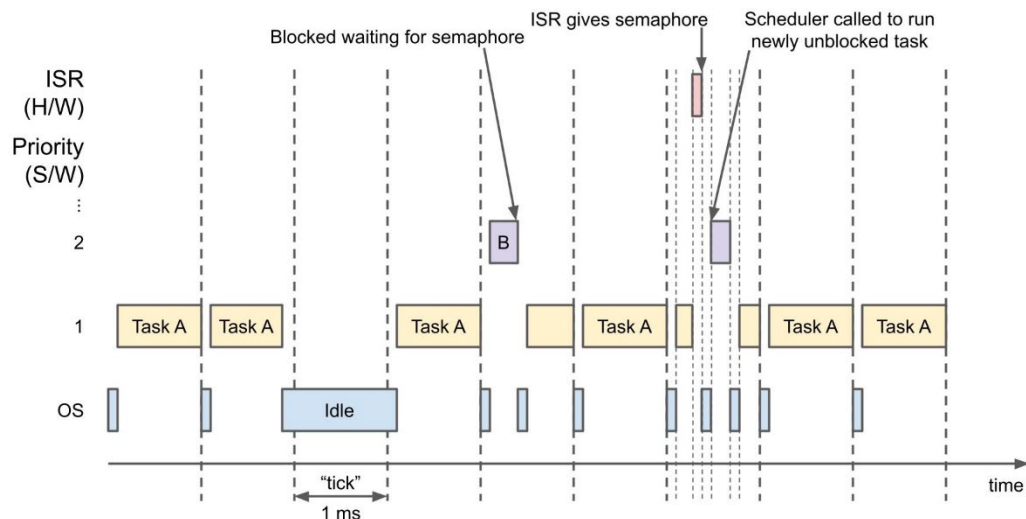 ISR gives semaphore
Scheduler called to run
newly unblocked task
Blocked waiting for semaphore
ISR
(H/W)
Priority
(S/W)
...
2
B
1
Task A
Task A
Task A
Task A
Task A
Task A
OS
Idle
"tick"
1 ms
time